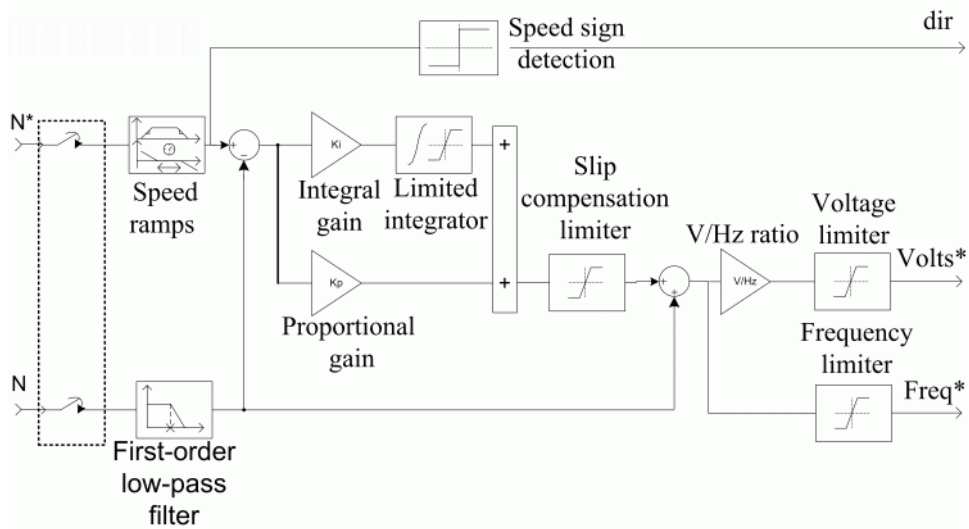 Speed sign
detection
dir
N*
Speed
ramps
+
-
Ki
Integral
gain
Limited
integrator
+
Slip
compensation
limiter
Kp
Proportional
gain
+
+
+
V/Hz ratio
V/Hz
Voltage
limiter
Volts*
Frequency
limiter
Freq*
N
First-order
low-pass
filter